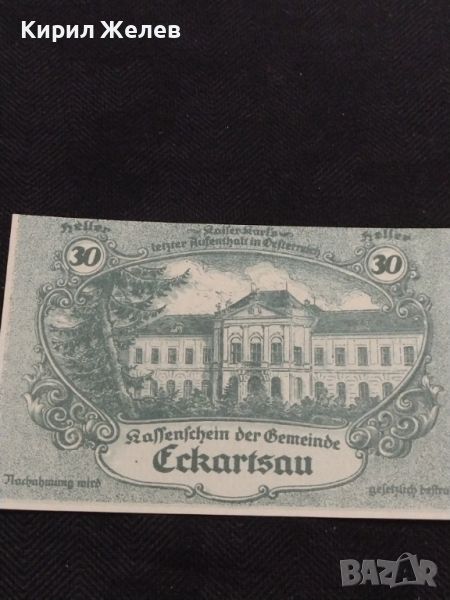 Кирил Желев
Heller Kaiser Karls Heller
letzter Aufenthalt in Oesterreich
30 30
Kassenschein der Gemeinde
Eckartsau
Nachahmung wird gesetzlich bestra
BAZAR